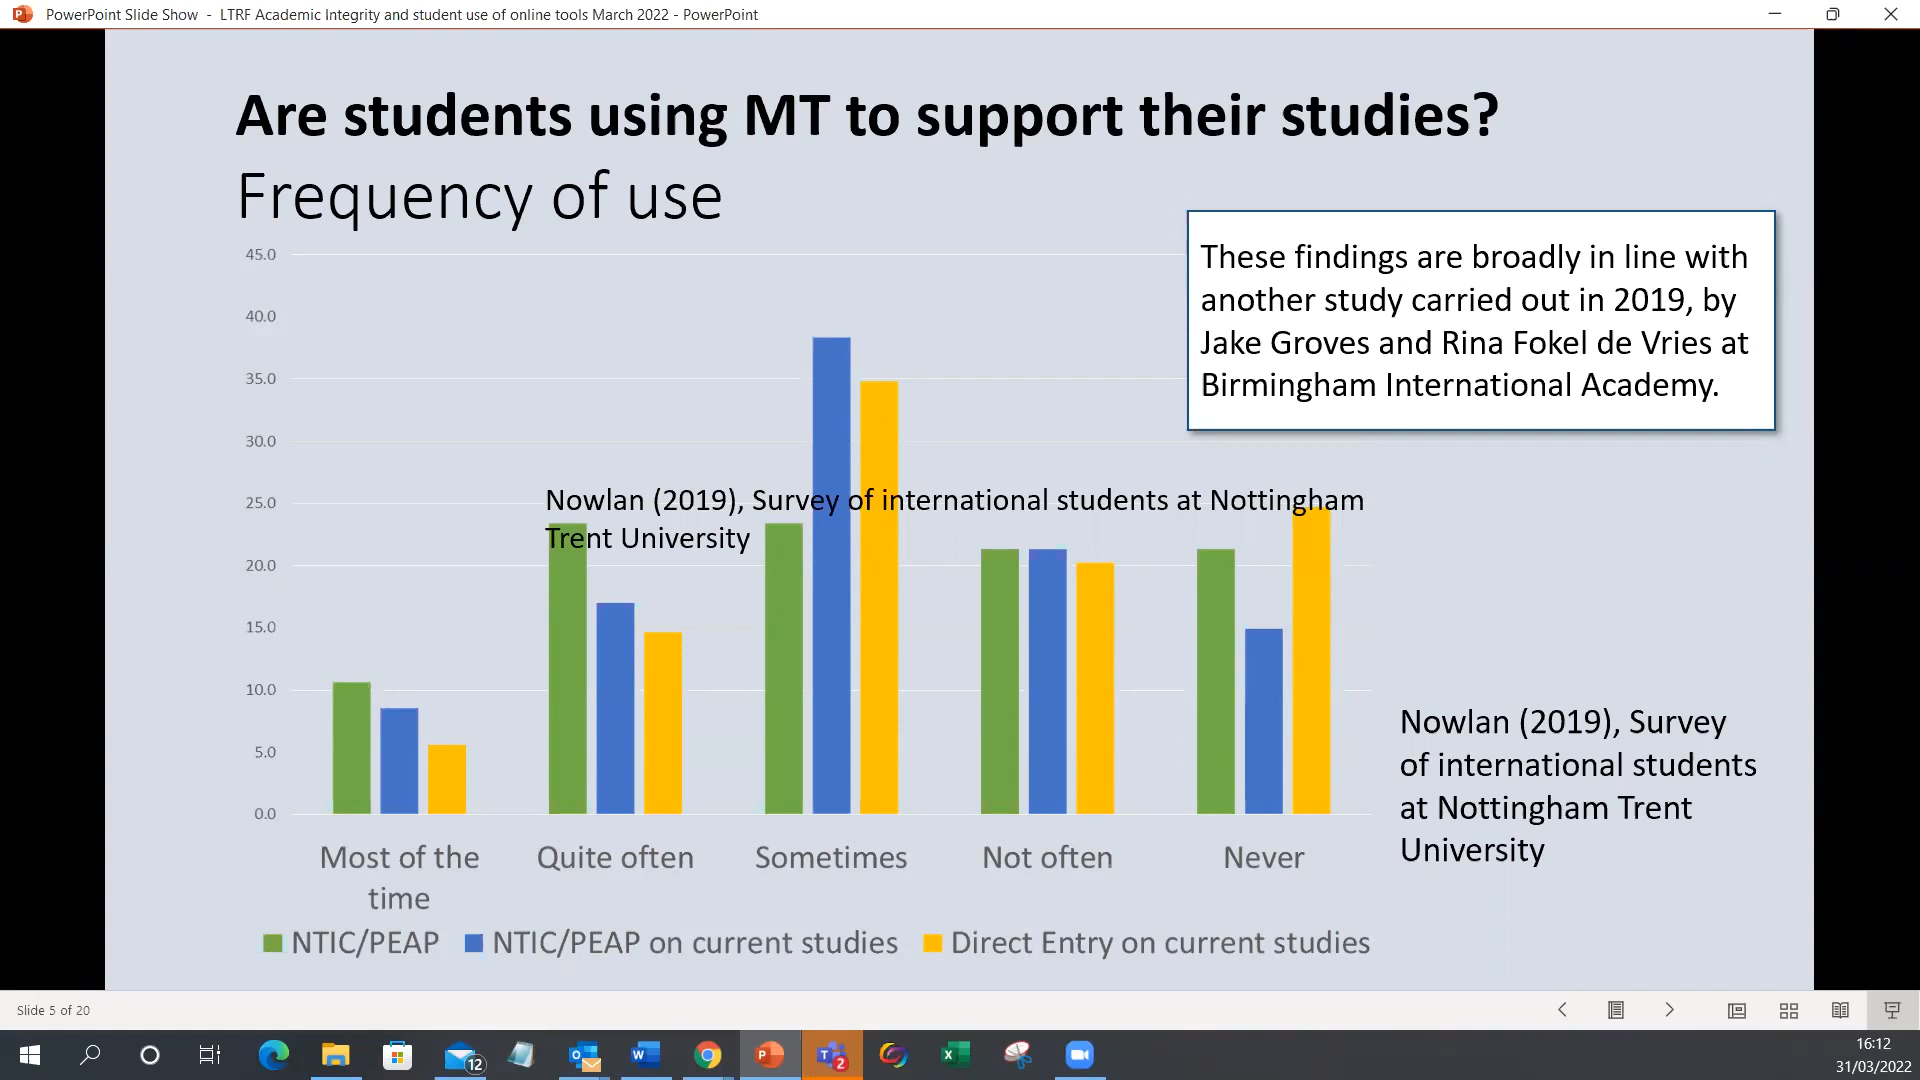 PowerPoint Slide Show - LTRF Academic Integrity and student use of online tools March 2022 - PowerPoint
Are students using MT to support their studies?
Frequency of use
These findings are broadly in line with
another study carried out in 2019, by
Jake Groves and Rina Fokel de Vries at
Birmingham International Academy.
45.0
40.0
35.0
30.0
25.0
20.0
15.0
10.0
5.0
0.0
Nowlan (2019), Survey of international students at Nottingham
Trent University
Nowlan (2019), Survey
of international students
at Nottingham Trent
University
Most of the
time
Quite often
Sometimes
Not often
Never
NTIC/PEAP
NTIC/PEAP on current studies
Direct Entry on current studies
Slide 5 of 20
12
2
16:12
31/03/2022